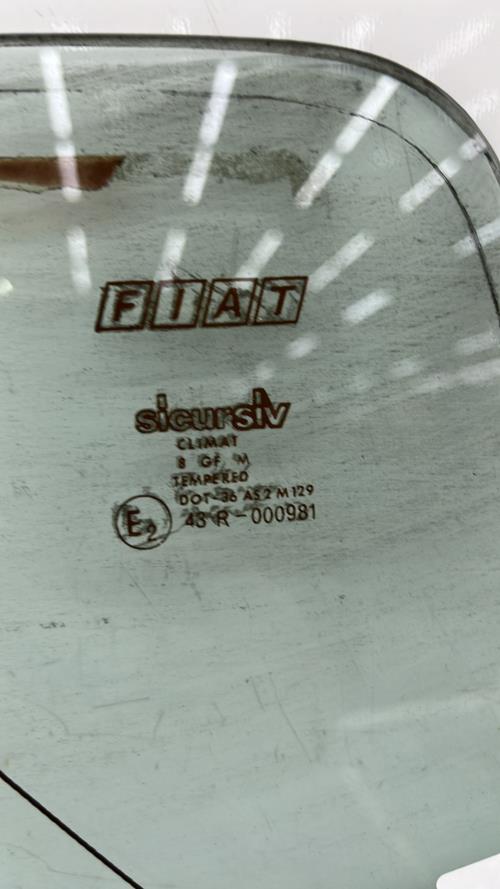 FIAT
sicursiv
CLIMAT
8 GF M
TEMPERED
DOT-36 AS2 M129
E2 43 R-000981